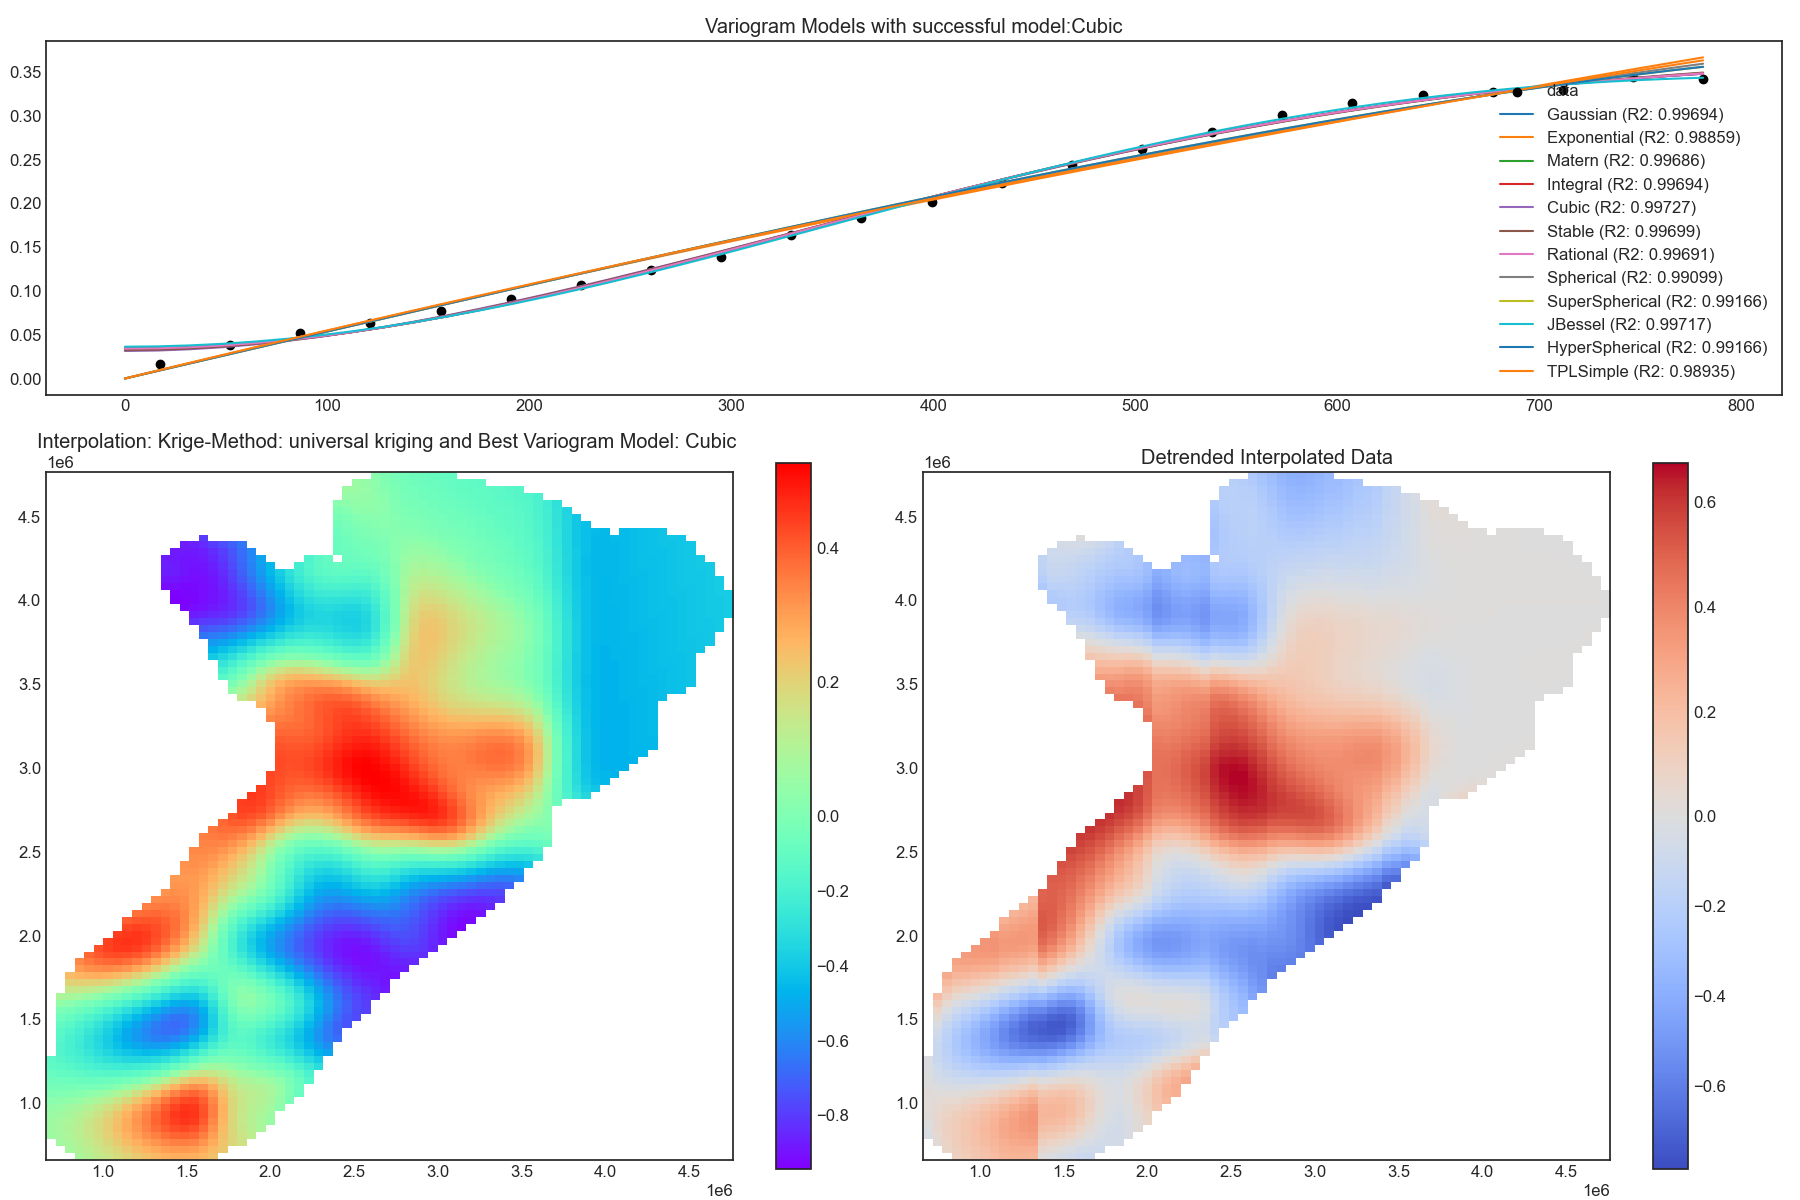 Variogram Models with successful model:Cubic
0.35
0.30
0.25
0.20
0.15
0.10
0.05
0.00
data
Gaussian (R2: 0.99694)
Exponential (R2: 0.98859)
Matern (R2: 0.99686)
Integral (R2: 0.99694)
Cubic (R2: 0.99727)
Stable (R2: 0.99699)
Rational (R2: 0.99691)
Spherical (R2: 0.99099)
SuperSpherical (R2: 0.99166)
JBessel (R2: 0.99717)
HyperSpherical (R2: 0.99166)
TPLSimple (R2: 0.98935)
0 100 200 300 400 500 600 700 800
Interpolation: Krige-Method: universal kriging and Best Variogram Model: Cubic
1e6
4.5
4.0
3.5
3.0
2.5
2.0
1.5
1.0
1.0 1.5 2.0 2.5 3.0 3.5 4.0 4.5
1e6
0.4
0.2
0.0
−0.2
−0.4
−0.6
−0.8
Detrended Interpolated Data
1e6
4.5
4.0
3.5
3.0
2.5
2.0
1.5
1.0
1.0 1.5 2.0 2.5 3.0 3.5 4.0 4.5
1e6
0.6
0.4
0.2
0.0
−0.2
−0.4
−0.6